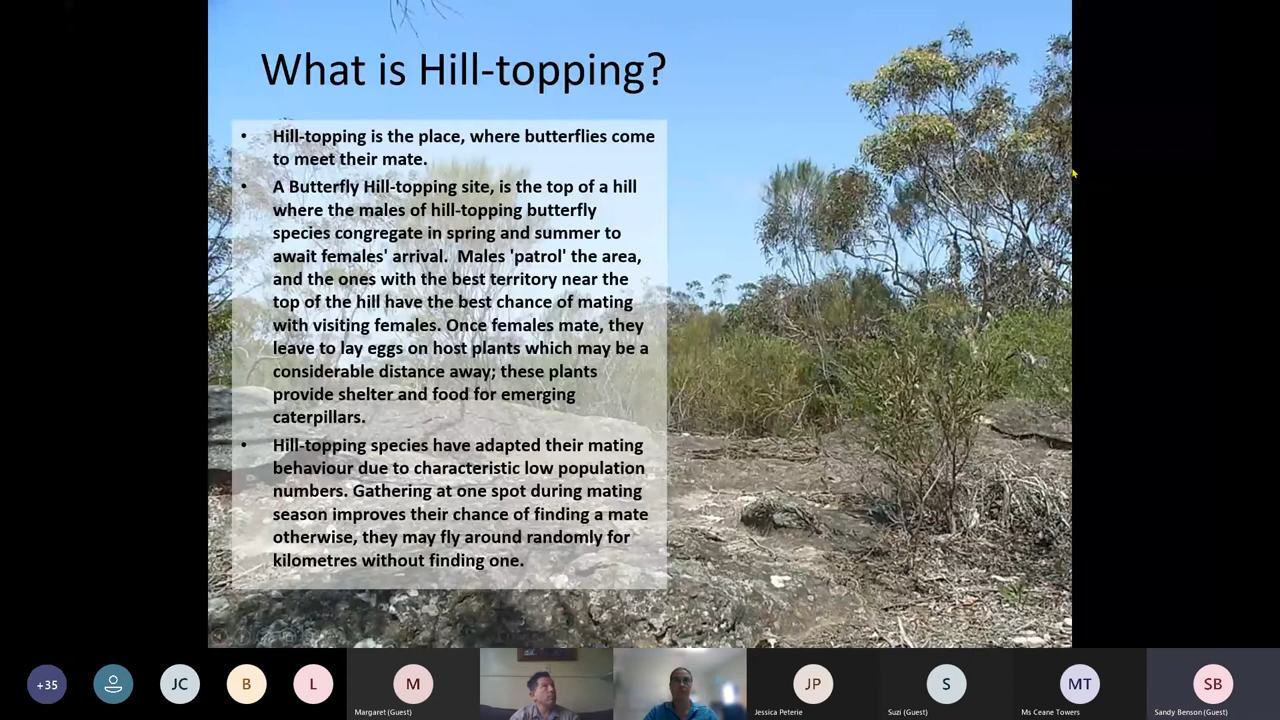 What is Hill-topping?
• Hill-topping is the place, where butterflies come
to meet their mate.
• A Butterfly Hill-topping site, is the top of a hill
where the males of hill-topping butterfly
species congregate in spring and summer to
await females' arrival.  Males 'patrol' the area,
and the ones with the best territory near the
top of the hill have the best chance of mating
with visiting females. Once females mate, they
leave to lay eggs on host plants which may be a
considerable distance away; these plants
provide shelter and food for emerging
caterpillars.
• Hill-topping species have adapted their mating
behaviour due to characteristic low population
numbers. Gathering at one spot during mating
season improves their chance of finding a mate
otherwise, they may fly around randomly for
kilometres without finding one.
+35
JC
B
L
M
JP
S
MT
SB
Margaret (Guest)
Jessica Peterie
Suzi (Guest)
Ms Ceane Towers
Sandy Benson (Guest)